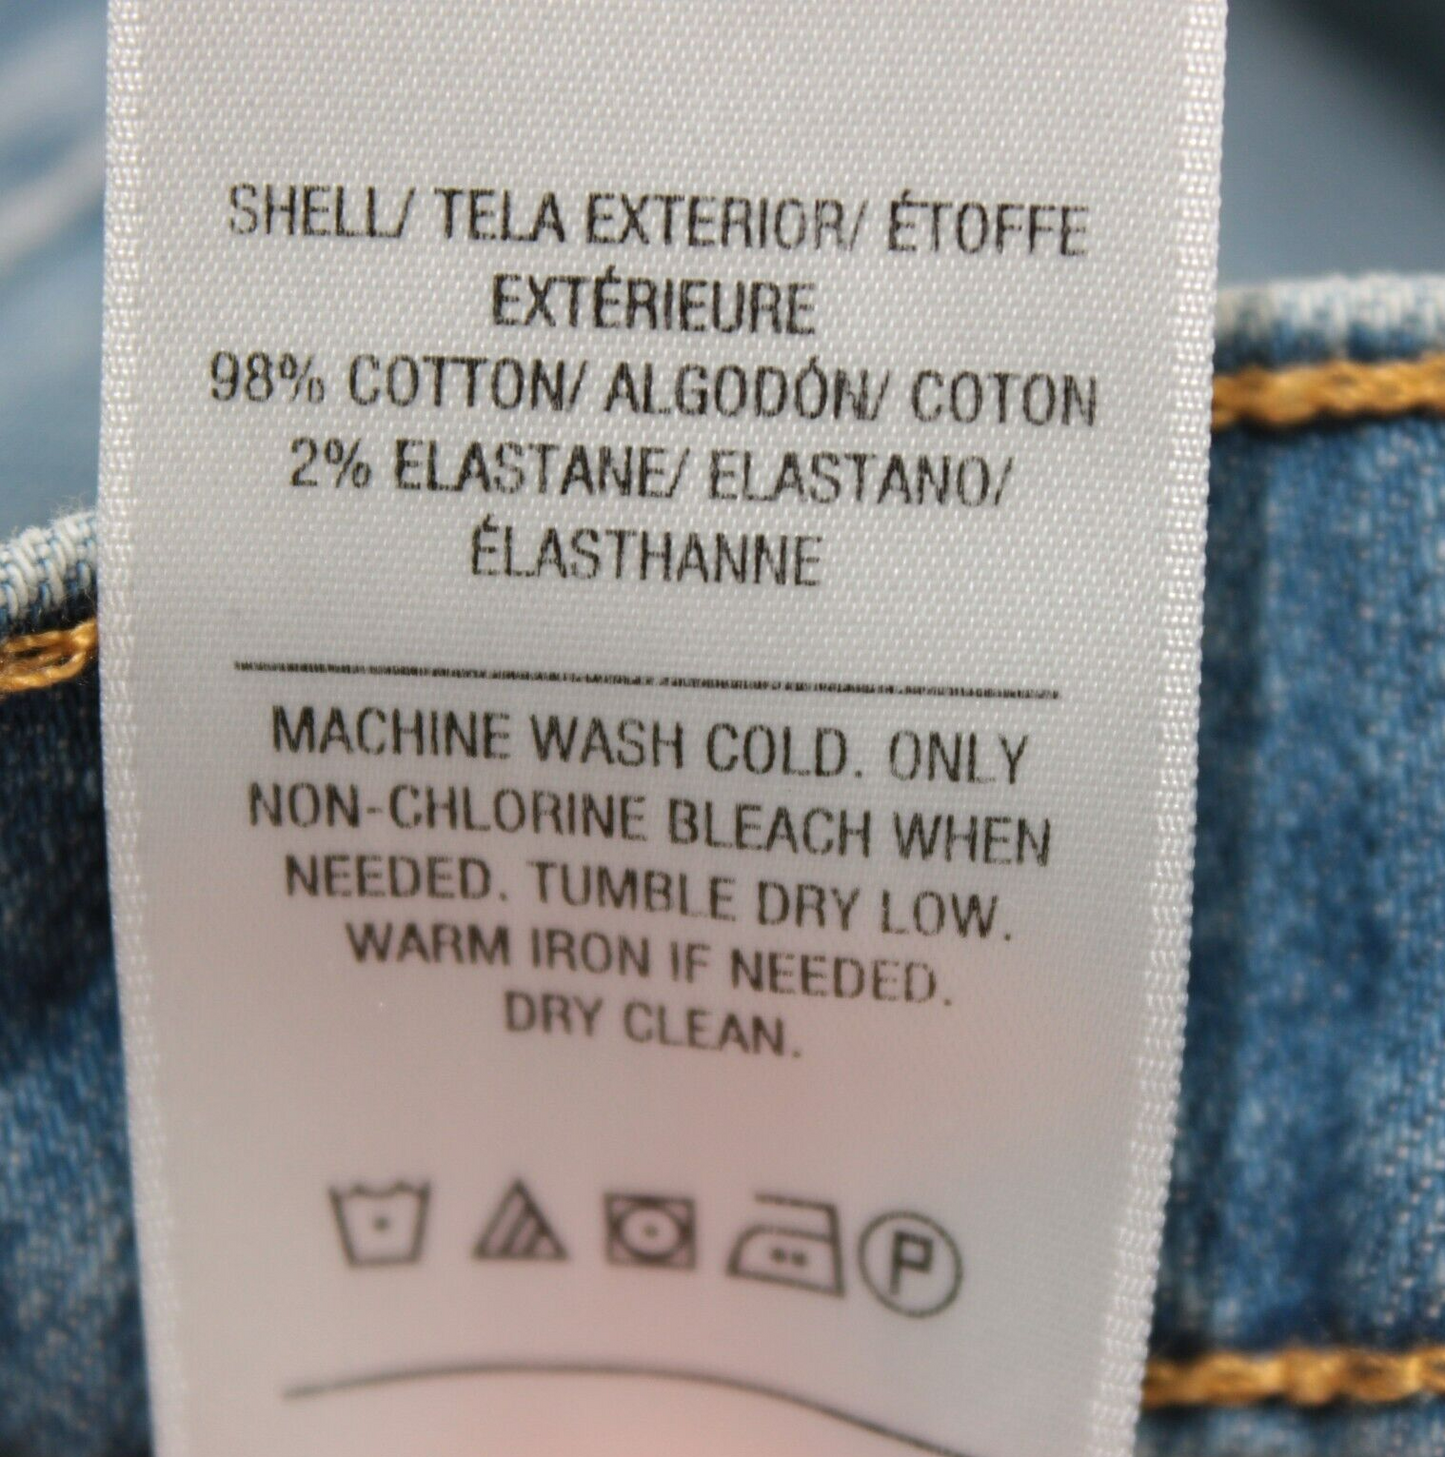 SHELL/ TELA EXTERIOR/ ÉTOFFE
EXTÉRIEURE
98% COTTON/ ALGODÓN/ COTON
2% ELASTANE/ ELASTANO/
ÉLASTHANNE
MACHINE WASH COLD. ONLY
NON-CHLORINE BLEACH WHEN
NEEDED. TUMBLE DRY LOW.
WARM IRON IF NEEDED.
DRY CLEAN.
P